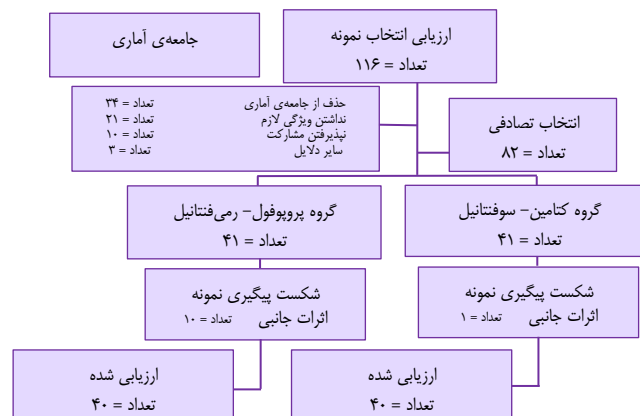 جامعه‌ی آماری
ارزیابی انتخاب نمونه
تعداد = ۱۱۶
حذف از جامعه‌ی آماری تعداد = ۳۴
نداشتن ویژگی لازم تعداد = ۲۱
نپذیرفتن مشارکت تعداد = ۱۰
سایر دلایل تعداد = ۳
انتخاب تصادفی
تعداد = ۸۲
گروه کتامین- سوفنتانیل
تعداد = ۴۱
گروه پروپوفول- رمی‌فنتانیل
تعداد = ۴۱
شکست پیگیری نمونه
اثرات جانبی تعداد = ۱
شکست پیگیری نمونه
اثرات جانبی تعداد = ۱۰
ارزیابی شده
تعداد = ۴۰
ارزیابی شده
تعداد = ۴۰